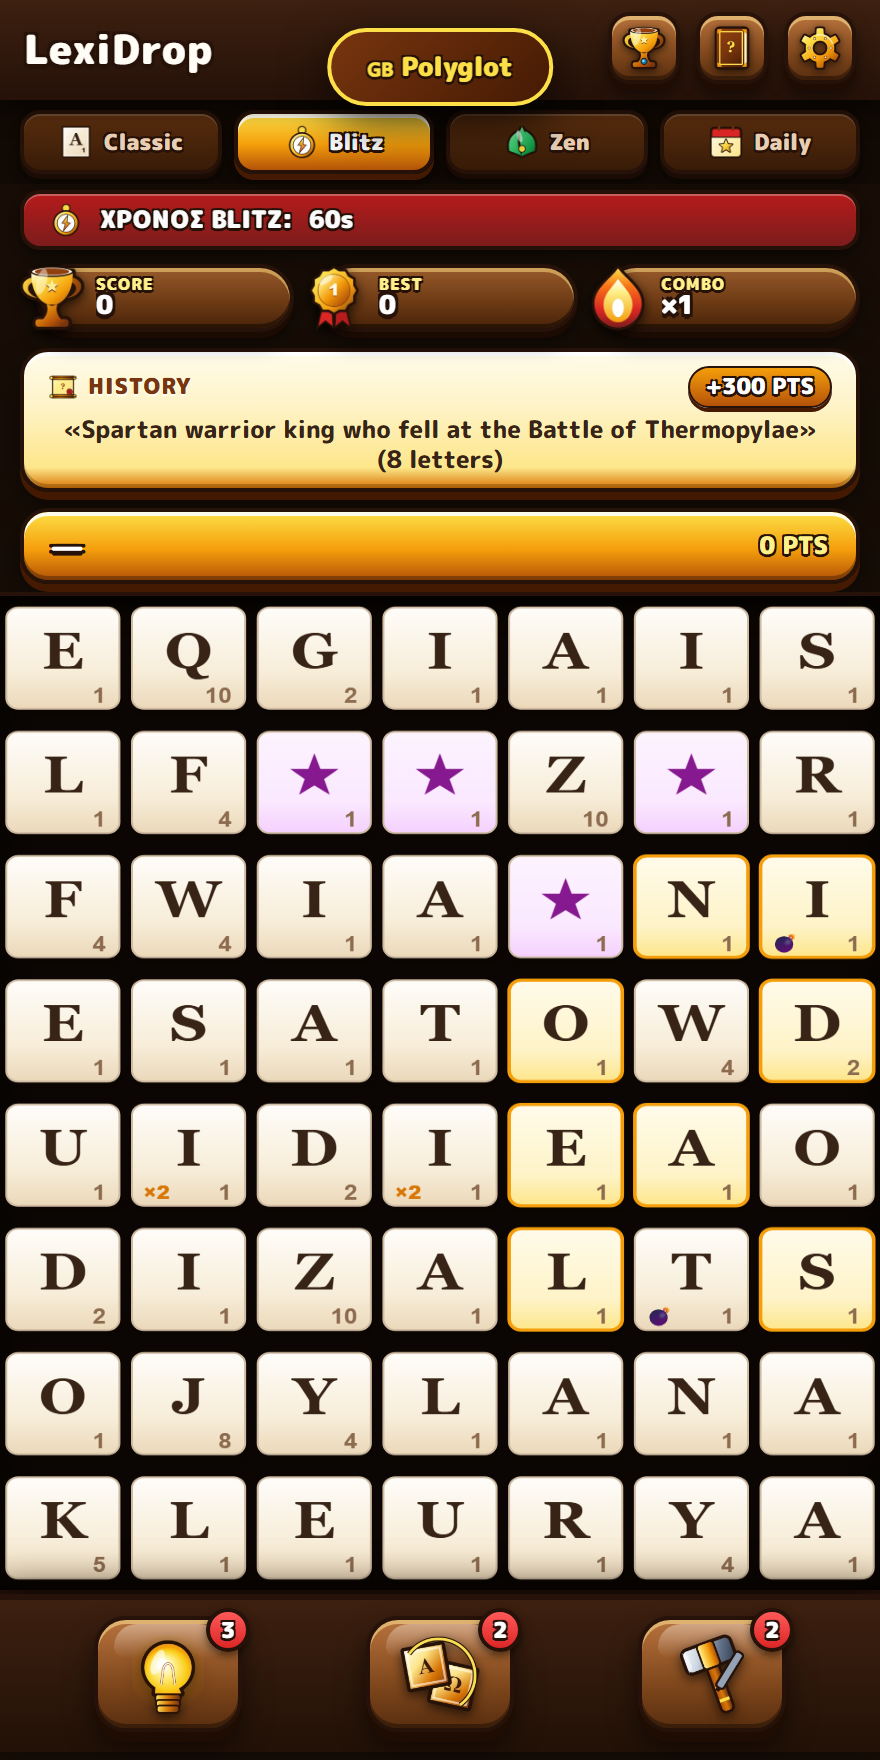 LexiDrop
GB Polyglot
Classic
Blitz
Zen
Daily
ΧΡΟΝΟΣ BLITZ: 60s
SCORE
0
BEST
0
COMBO
×1
HISTORY
+300 PTS
«Spartan warrior king who fell at the Battle of Thermopylae»
(8 letters)
—
0 PTS
E 1 Q 10 G 2 I 1 A 1 I 1 S 1
L 1 F 4 ★ 1 ★ 1 Z 10 ★ 1 R 1
F 4 W 4 I 1 A 1 ★ 1 N 1 I 1
E 1 S 1 A 1 T 1 O 1 W 4 D 2
U 1 I ×2 1 D 2 I ×2 1 E 1 A 1 O 1
D 2 I 1 Z 10 A 1 L 1 T 1 S 1
O 1 J 8 Y 4 L 1 A 1 N 1 A 1
K 5 L 1 E 1 U 1 R 1 Y 4 A 1
3
2
2